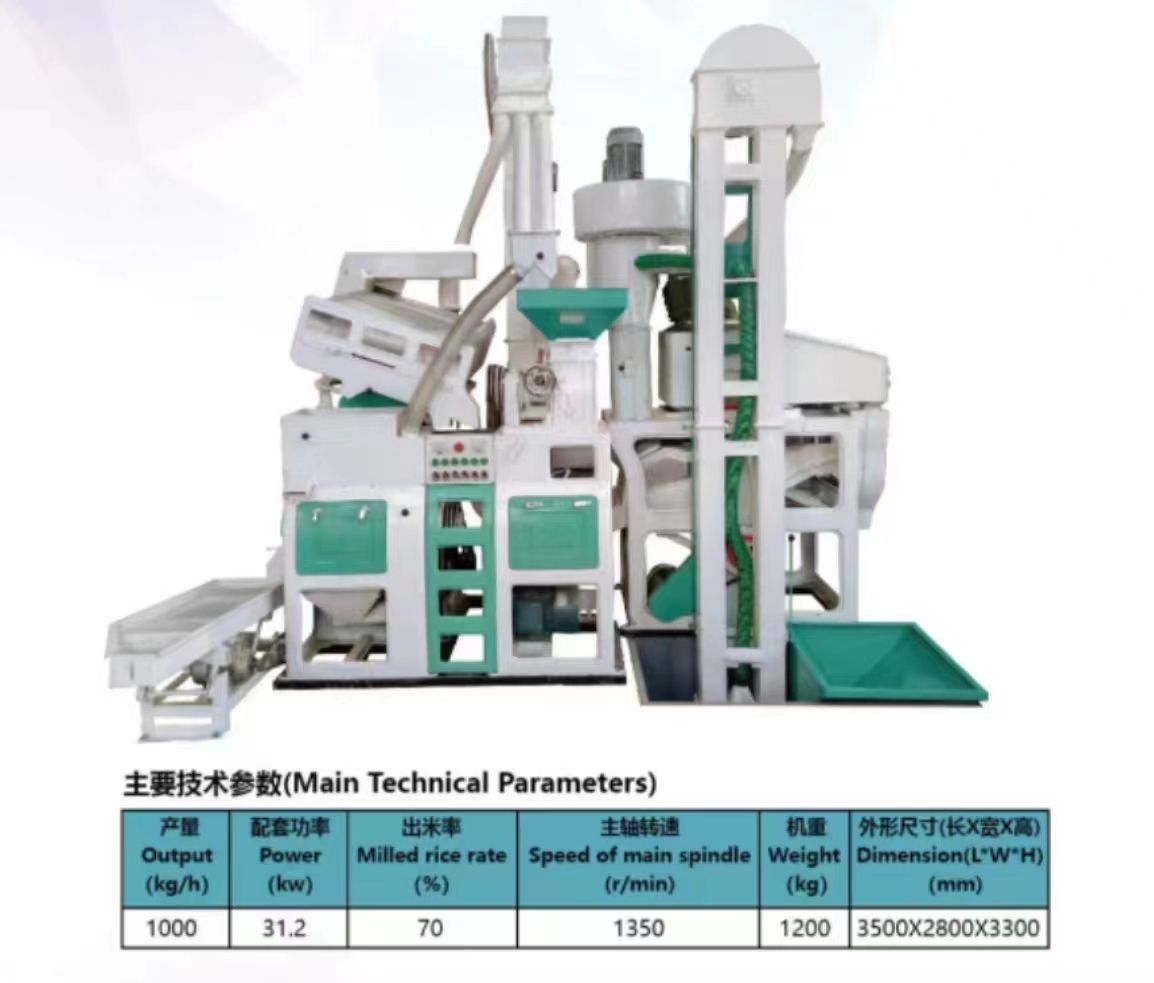 主要技术参数(Main Technical Parameters)
产量 配套功率 出米率 主轴转速 机重 外形尺寸(长X宽X高)
Output Power Milled rice rate Speed of main spindle Weight Dimension(L*W*H)
(kg/h) (kw) (%) (r/min) (kg) (mm)
1000 31.2 70 1350 1200 3500X2800X3300